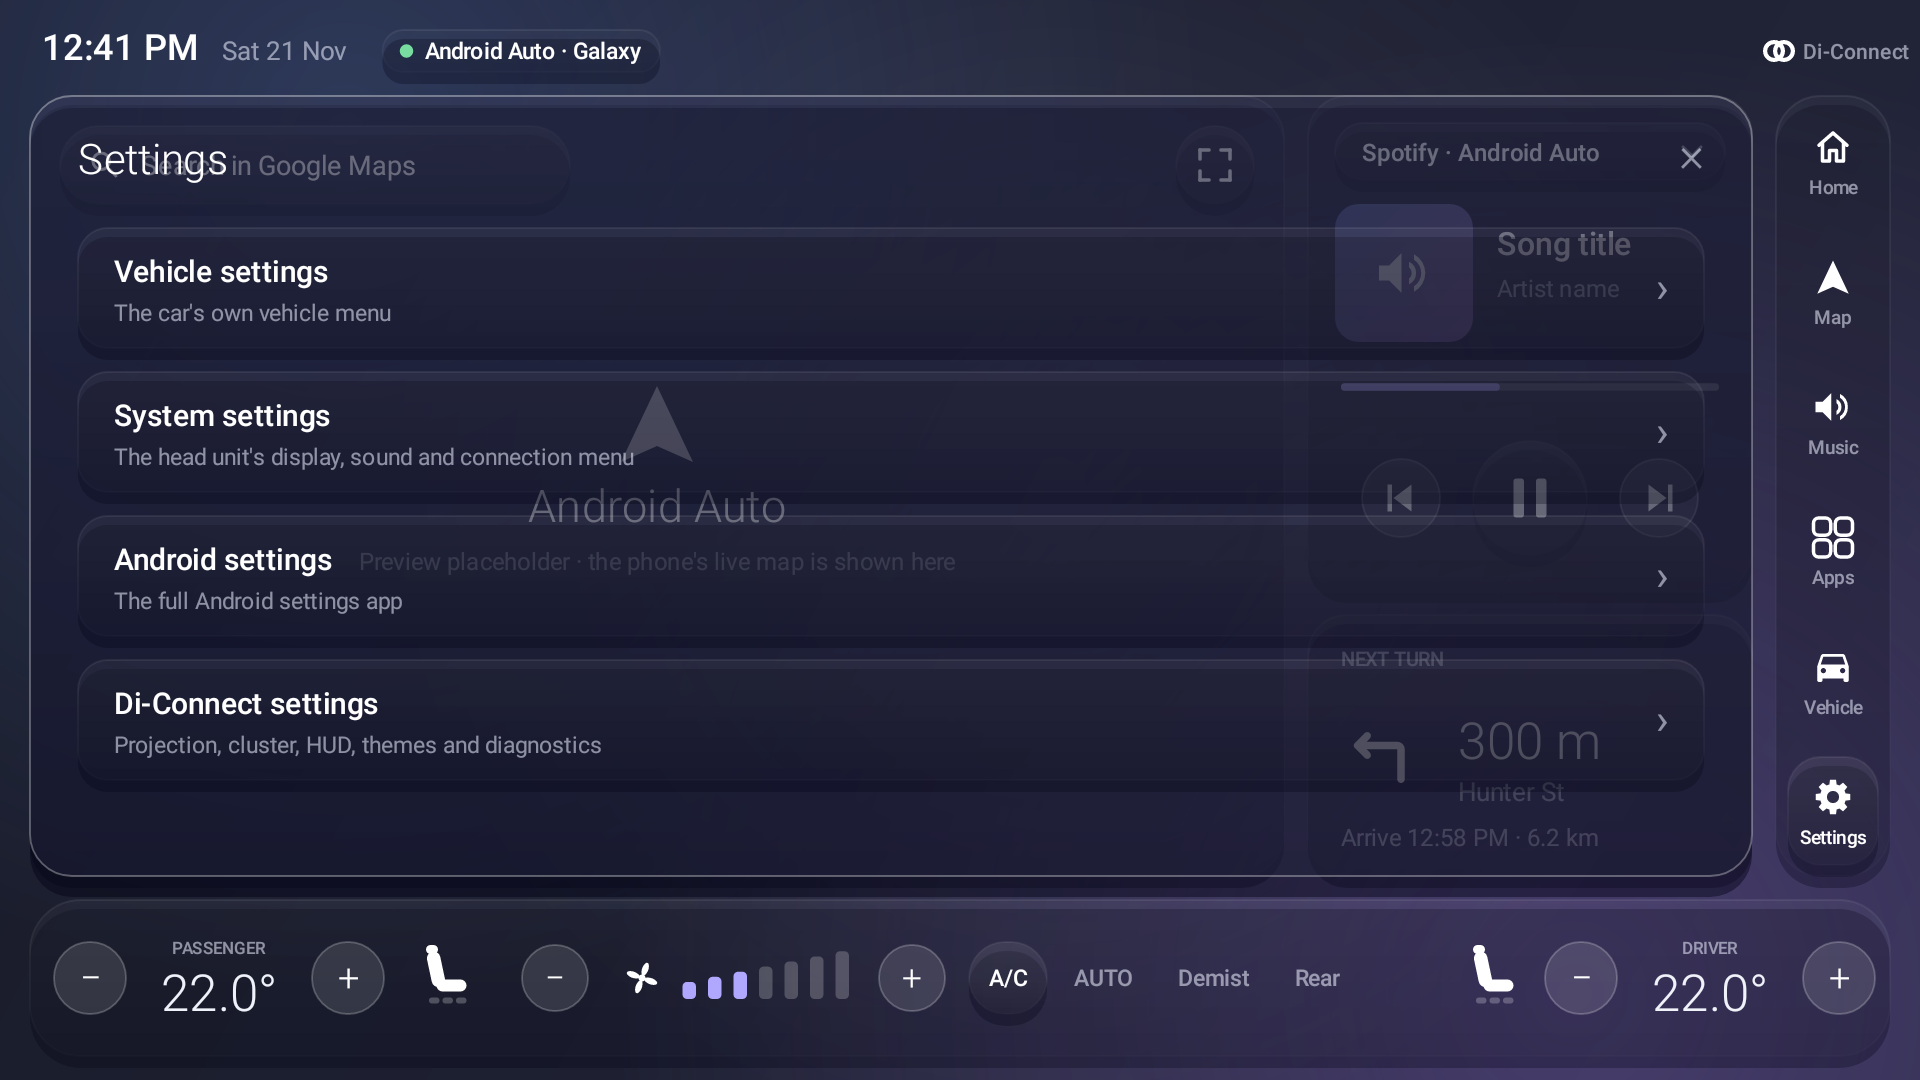 12:41 PM Sat 21 Nov Android Auto · Galaxy Di-Connect
Settings
Search in Google Maps
Spotify · Android Auto
Song title
Artist name
Vehicle settings
The car's own vehicle menu
System settings
The head unit's display, sound and connection menu
Android Auto
Android settings
Preview placeholder · the phone's live map is shown here
The full Android settings app
Di-Connect settings
Projection, cluster, HUD, themes and diagnostics
NEXT TURN
300 m
Hunter St
Arrive 12:58 PM · 6.2 km
Home
Map
Music
Apps
Vehicle
Settings
PASSENGER
22.0°
A/C AUTO Demist Rear
DRIVER
22.0°